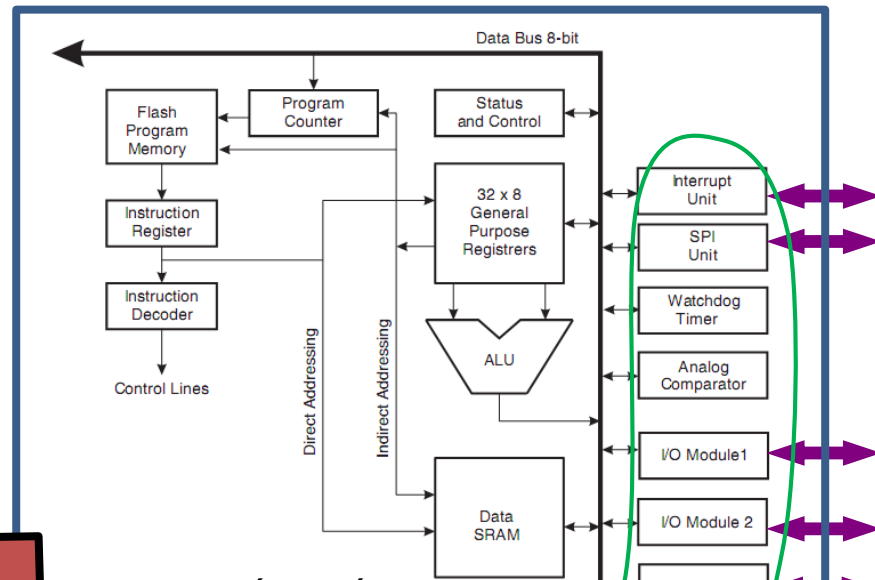 Data Bus 8-bit
Flash
Program
Memory
Program
Counter
Status
and Control
Instruction
Register
32 x 8
General
Purpose
Registrers
Interrupt
Unit
SPI
Unit
Instruction
Decoder
Watchdog
Timer
ALU
Analog
Comparator
Control Lines
Direct Addressing
Indirect Addressing
I/O Module1
Data
SRAM
I/O Module 2